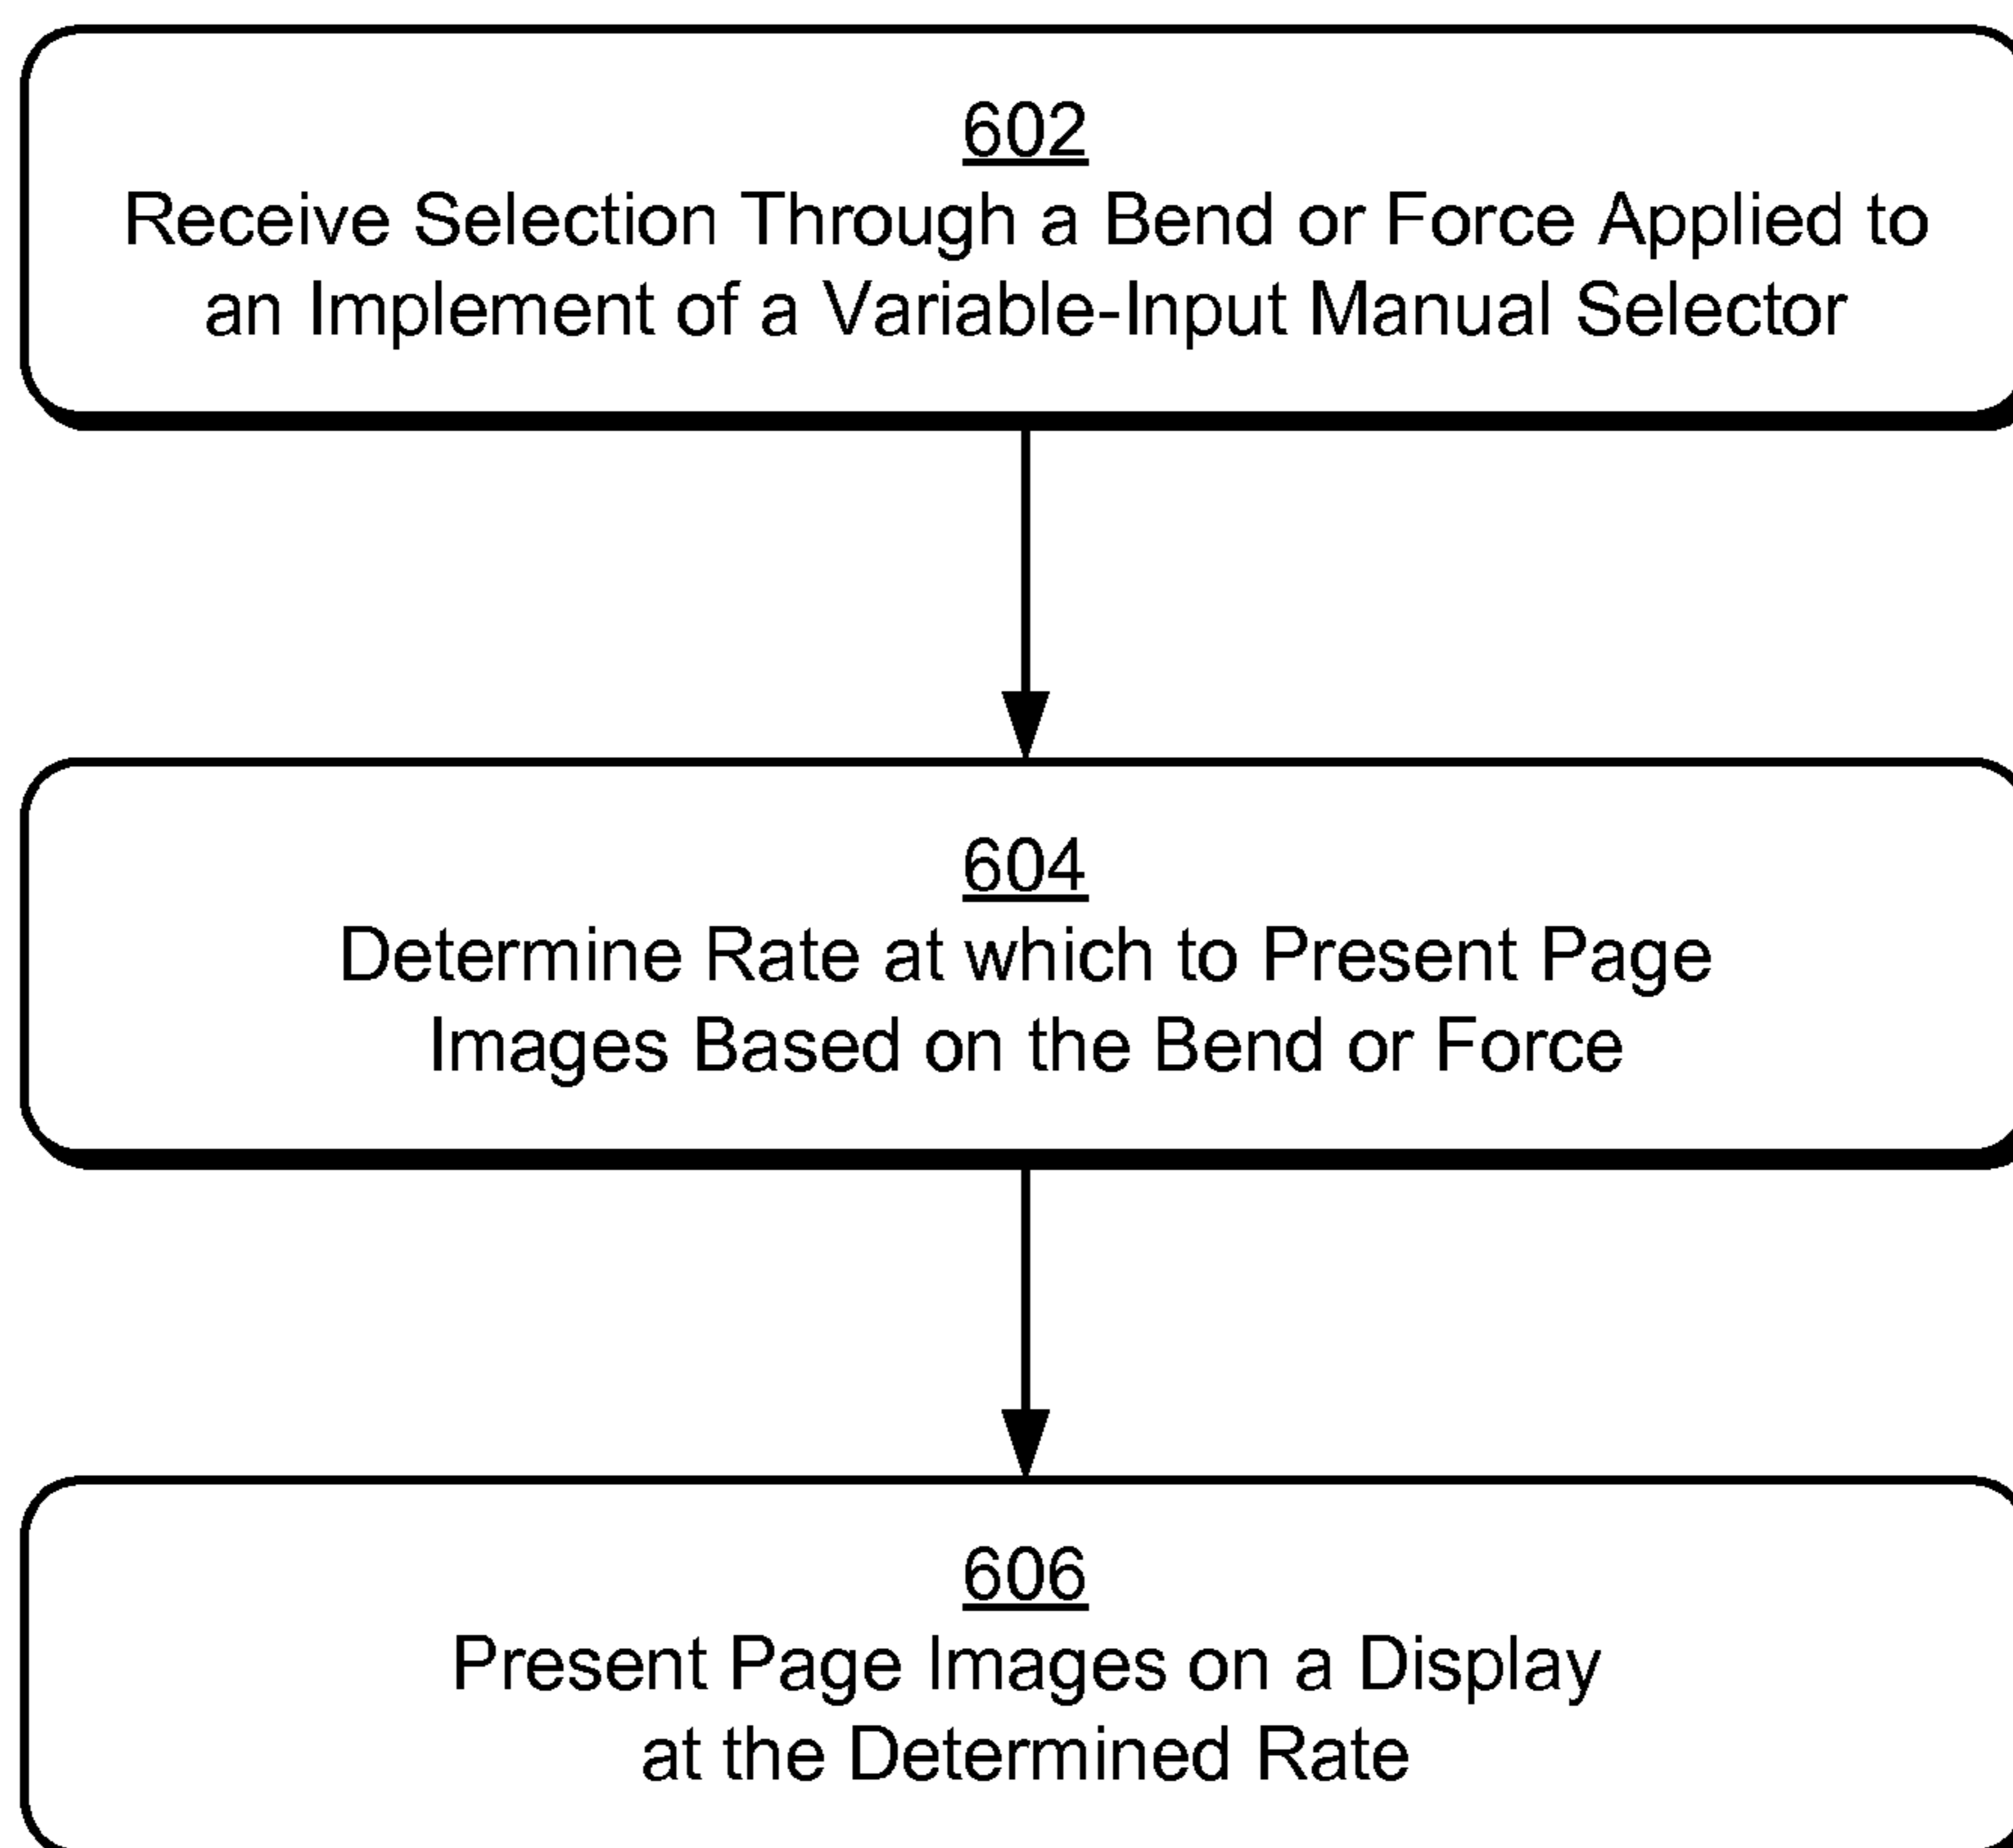 602
Receive Selection Through a Bend or Force Applied to
an Implement of a Variable-Input Manual Selector
604
Determine Rate at which to Present Page
Images Based on the Bend or Force
606
Present Page Images on a Display
at the Determined Rate